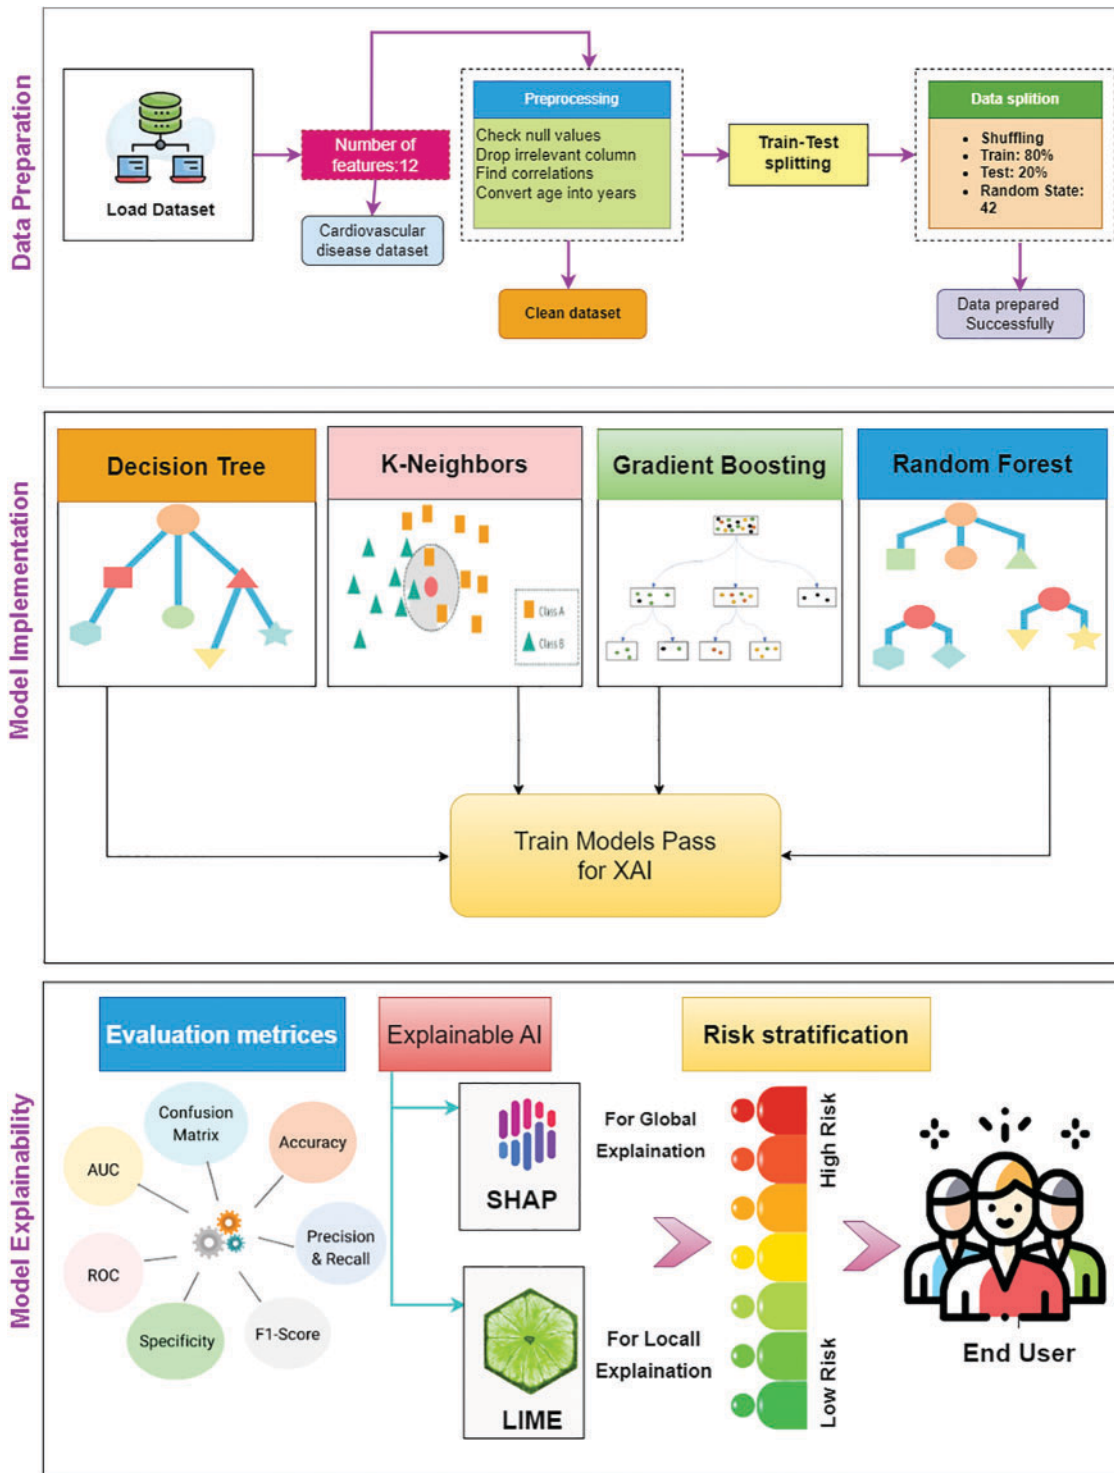 Data Preparation
Load Dataset
Number of
features:12
Cardiovascular
disease dataset
Preprocessing
Check null values
Drop irrelevant column
Find correlations
Convert age into years
Clean dataset
Train-Test
splitting
Data splition
• Shuffling
• Train: 80%
• Test: 20%
• Random State:
42
Data prepared
Successfully
Model Implementation
Decision Tree
K-Neighbors
Class A
Class B
Gradient Boosting
Random Forest
Train Models Pass
for XAI
Model Explainability
Evaluation metrices
Confusion
Matrix
Accuracy
AUC
Precision
& Recall
ROC
Specificity
F1-Score
Explainable AI
SHAP
For Global
Explaination
LIME
For Locall
Explaination
Risk stratification
High Risk
Low Risk
End User